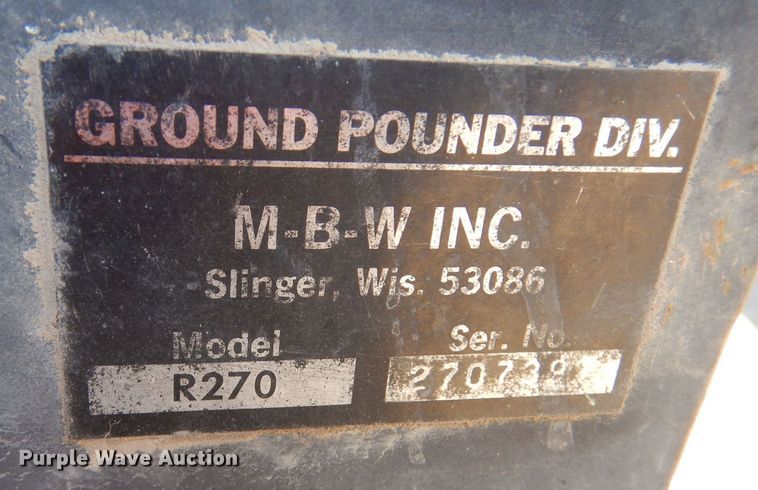 GROUND POUNDER DIV.
M-B-W INC.
Slinger, Wis. 53086
Model
Ser. No.
R270
Purple Wave Auction